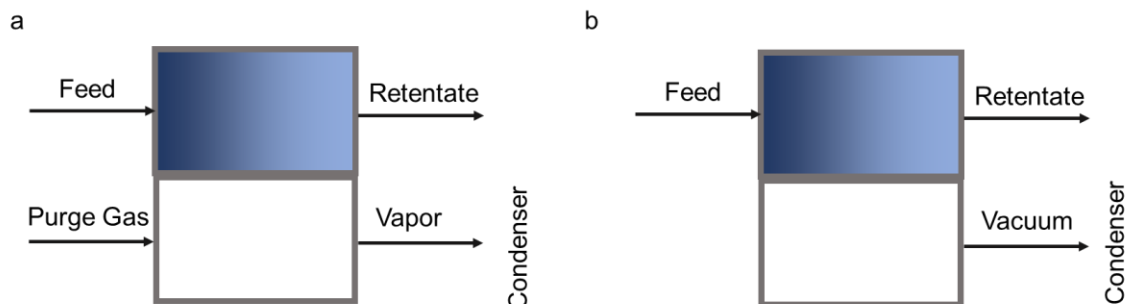 a
Feed
Retentate
Purge Gas
Vapor
Condenser
b
Feed
Retentate
Vacuum
Condenser